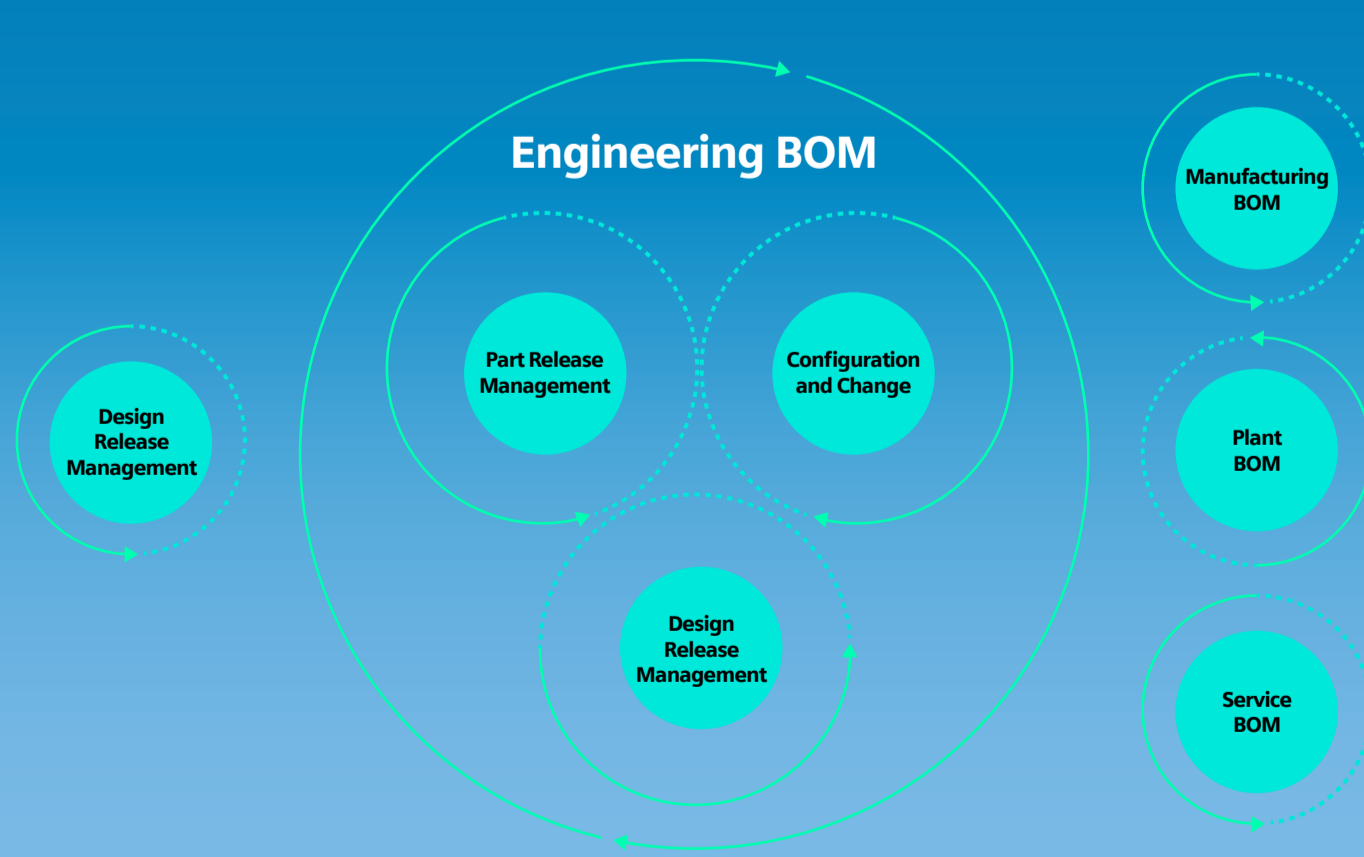 Engineering BOM
Design
Release
Management
Part Release
Management
Configuration
and Change
Design
Release
Management
Manufacturing
BOM
Plant
BOM
Service
BOM